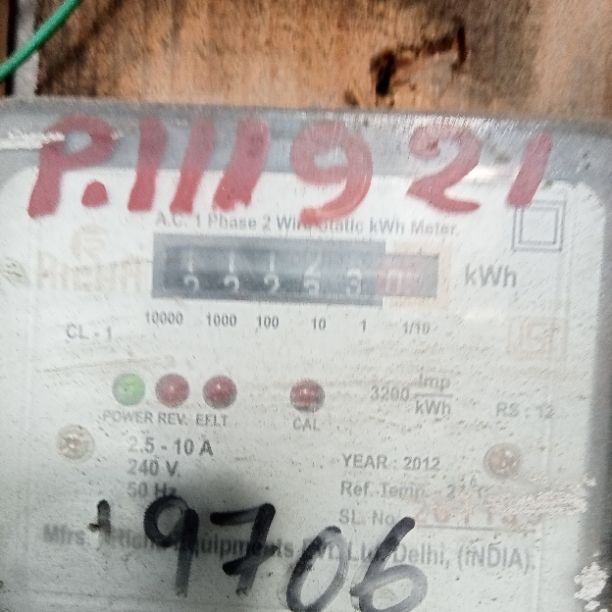 P.111921
A.C. 1 Phase 2 Wire Static kWh Meter.
kWh
10000 1000 100 10 1 1/10
CL - 1
3200 Imp/kWh
POWER REV. EFLT CAL
RS : 12
2.5 - 10 A
240 V.
50 Hz
YEAR : 2012
Ref. Temp. -
SL. No.
9706
Mfrs. Equipments Pvt. Ltd. Delhi, (INDIA).